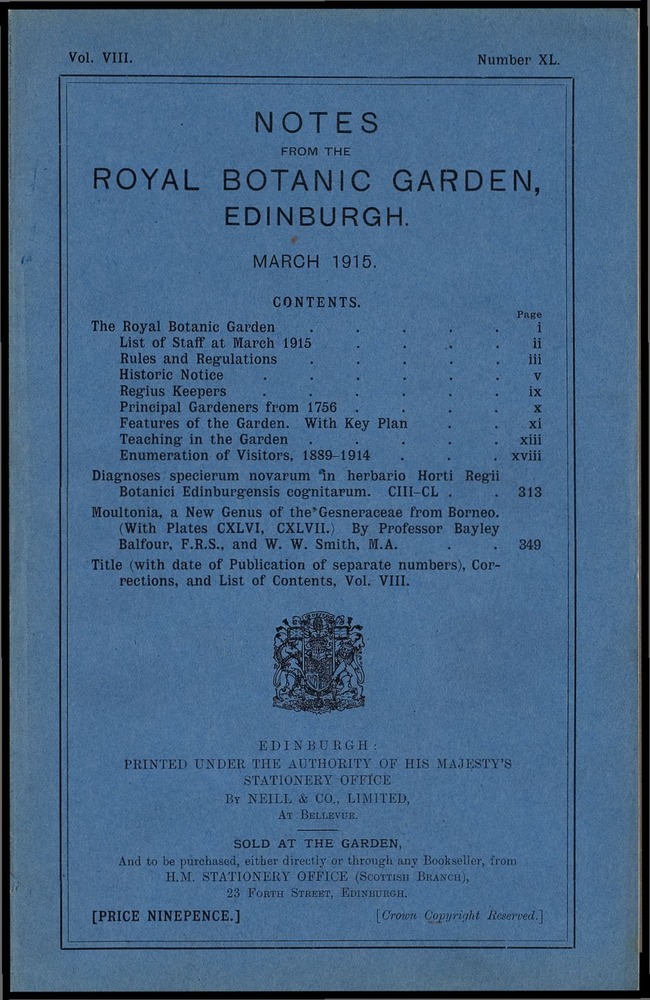 Vol. VIII. Number XL.
NOTES
FROM THE
ROYAL BOTANIC GARDEN,
EDINBURGH.
MARCH 1915.
CONTENTS.
Page
The Royal Botanic Garden . . . . . i
List of Staff at March 1915 . . . . ii
Rules and Regulations . . . . . iii
Historic Notice . . . . . . v
Regius Keepers . . . . . . ix
Principal Gardeners from 1756 . . . . x
Features of the Garden. With Key Plan . . xi
Teaching in the Garden . . . . . xiii
Enumeration of Visitors, 1889–1914 . . . xviii
Diagnoses specierum novarum in herbario Horti Regii
Botanici Edinburgensis cognitarum. CIII–CL . . 313
Moultonia, a New Genus of the Gesneraceae from Borneo.
(With Plates CXLVI, CXLVII.) By Professor Bayley
Balfour, F.R.S., and W. W. Smith, M.A. . . 349
Title (with date of Publication of separate numbers), Cor-
rections, and List of Contents, Vol. VIII.
EDINBURGH:
PRINTED UNDER THE AUTHORITY OF HIS MAJESTY'S
STATIONERY OFFICE
By NEILL & CO., LIMITED,
At Bellevue.
SOLD AT THE GARDEN,
And to be purchased, either directly or through any Bookseller, from
H.M. STATIONERY OFFICE (Scottish Branch),
23 Forth Street, Edinburgh.
[PRICE NINEPENCE.] [Crown Copyright Reserved.]